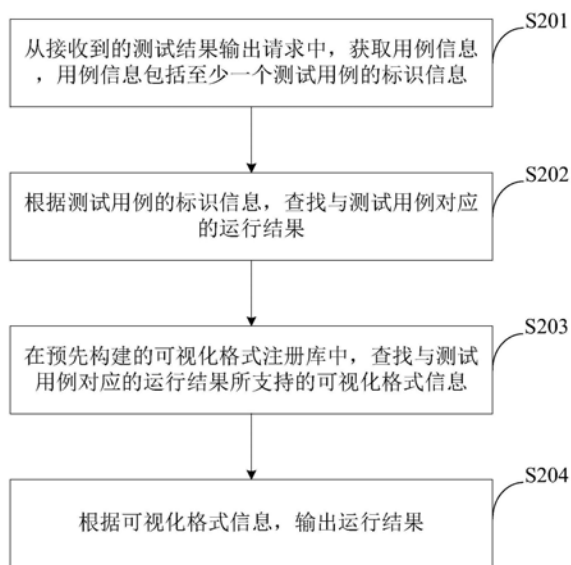 S201
从接收到的测试结果输出请求中，获取用例信息
，用例信息包括至少一个测试用例的标识信息
S202
根据测试用例的标识信息，查找与测试用例对应
的运行结果
S203
在预先构建的可视化格式注册库中，查找与测试
用例对应的运行结果所支持的可视化格式信息
S204
根据可视化格式信息，输出运行结果